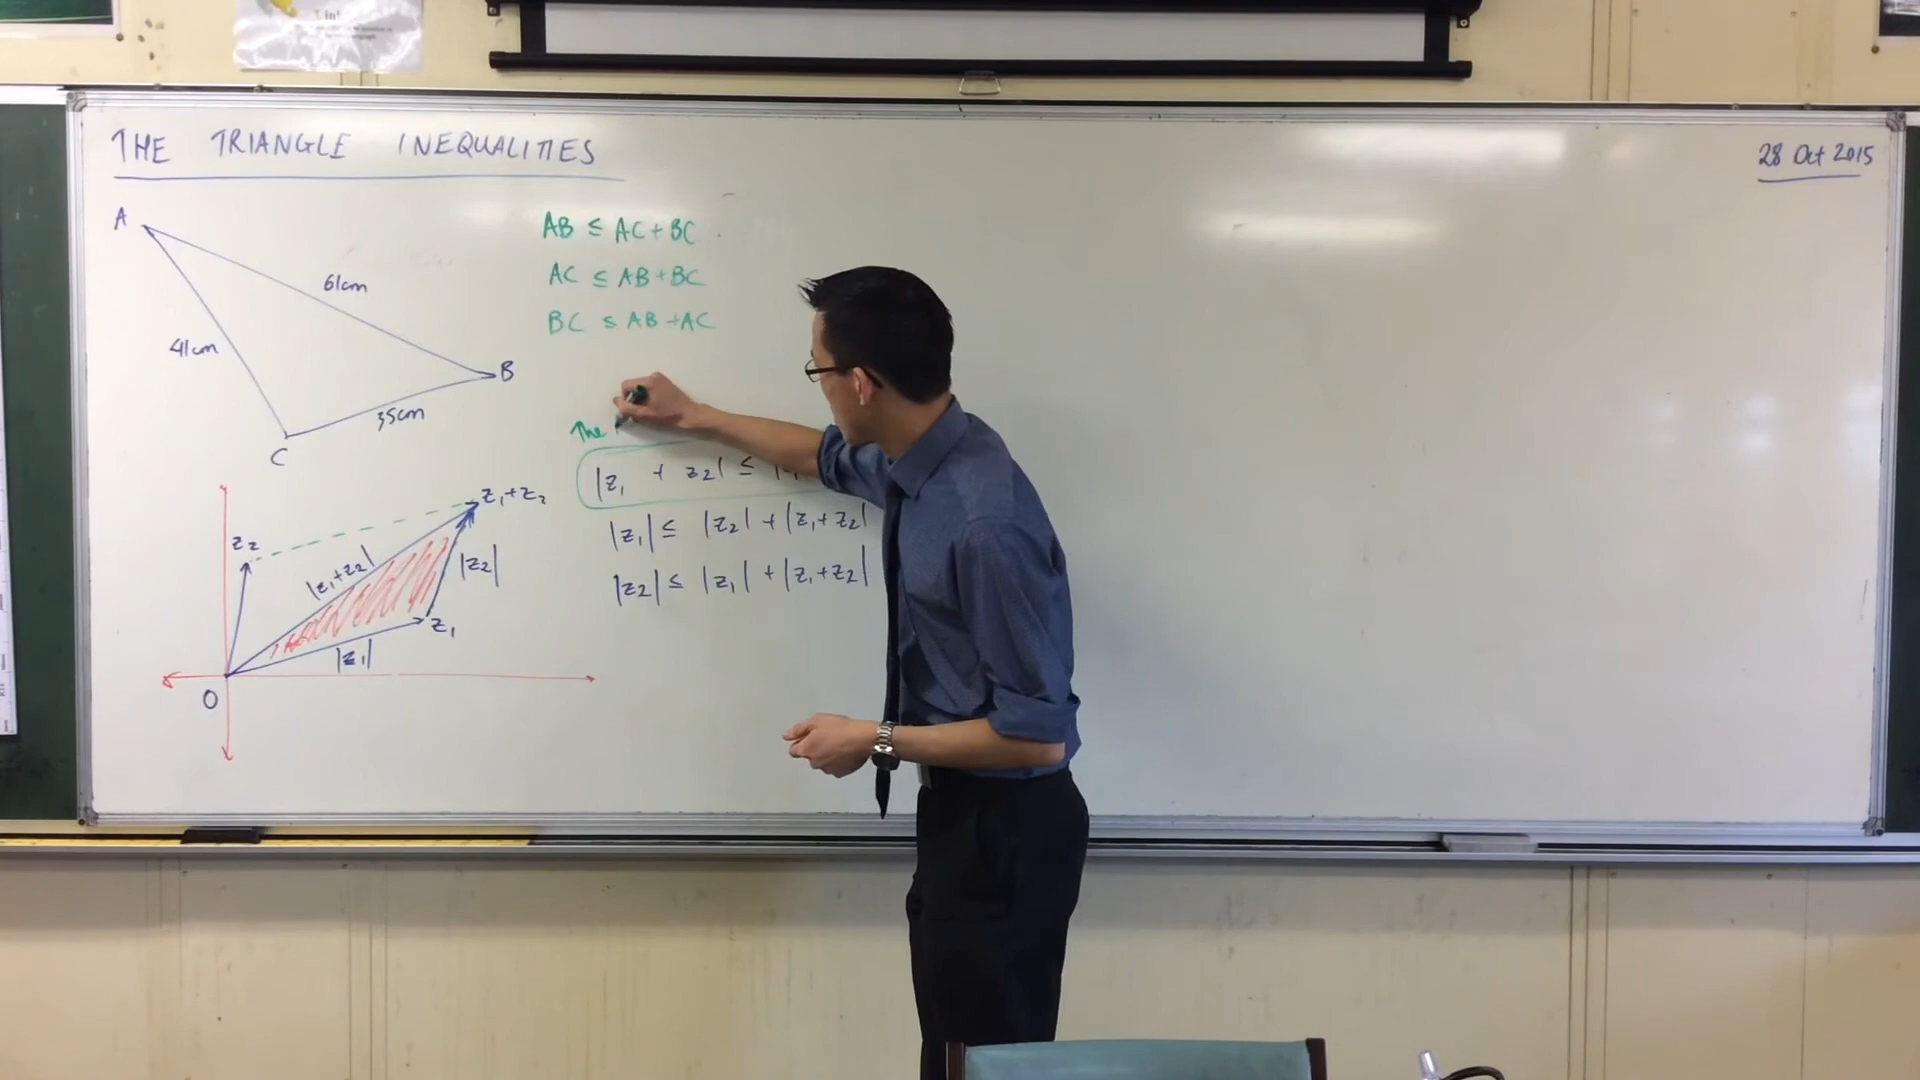 THE TRIANGLE INEQUALITIES
28 Oct 2015
A
61cm
41cm
B
35cm
C
AB ≤ AC + BC
AC ≤ AB + BC
BC ≤ AB + AC
The
|z₁ + z₂| ≤
|z₁| ≤ |z₂| + |z₁+z₂|
|z₂| ≤ |z₁| + |z₁+z₂|
z₁+z₂
z₂
|z₁+z₂|
|z₂|
z₁
|z₁|
O